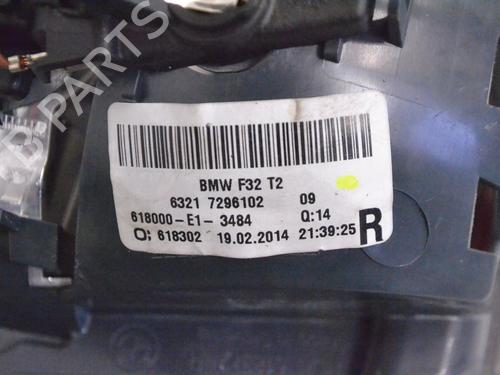 BMW F32 T2
6321 7296102 09
618000-E1-3484 Q:14
O; 618302 19.02.2014 21:39:25 R
B-PARTS